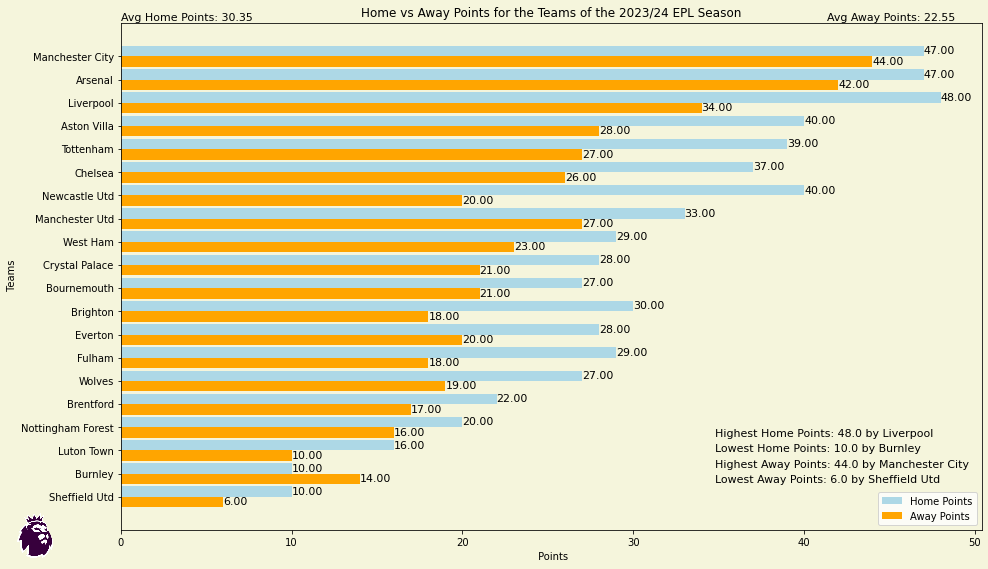 Home vs Away Points for the Teams of the 2023/24 EPL Season
Avg Home Points: 30.35
Avg Away Points: 22.55
Teams
Manchester City
47.00
44.00
Arsenal
47.00
42.00
Liverpool
48.00
34.00
Aston Villa
40.00
28.00
Tottenham
39.00
27.00
Chelsea
37.00
26.00
Newcastle Utd
40.00
20.00
Manchester Utd
33.00
27.00
West Ham
29.00
23.00
Crystal Palace
28.00
21.00
Bournemouth
27.00
21.00
Brighton
30.00
18.00
Everton
28.00
20.00
Fulham
29.00
18.00
Wolves
27.00
19.00
Brentford
22.00
17.00
Nottingham Forest
20.00
16.00
Luton Town
16.00
10.00
Burnley
10.00
14.00
Sheffield Utd
10.00
6.00
Highest Home Points: 48.0 by Liverpool
Lowest Home Points: 10.0 by Burnley
Highest Away Points: 44.0 by Manchester City
Lowest Away Points: 6.0 by Sheffield Utd
Home Points
Away Points
0 10 20 30 40 50
Points